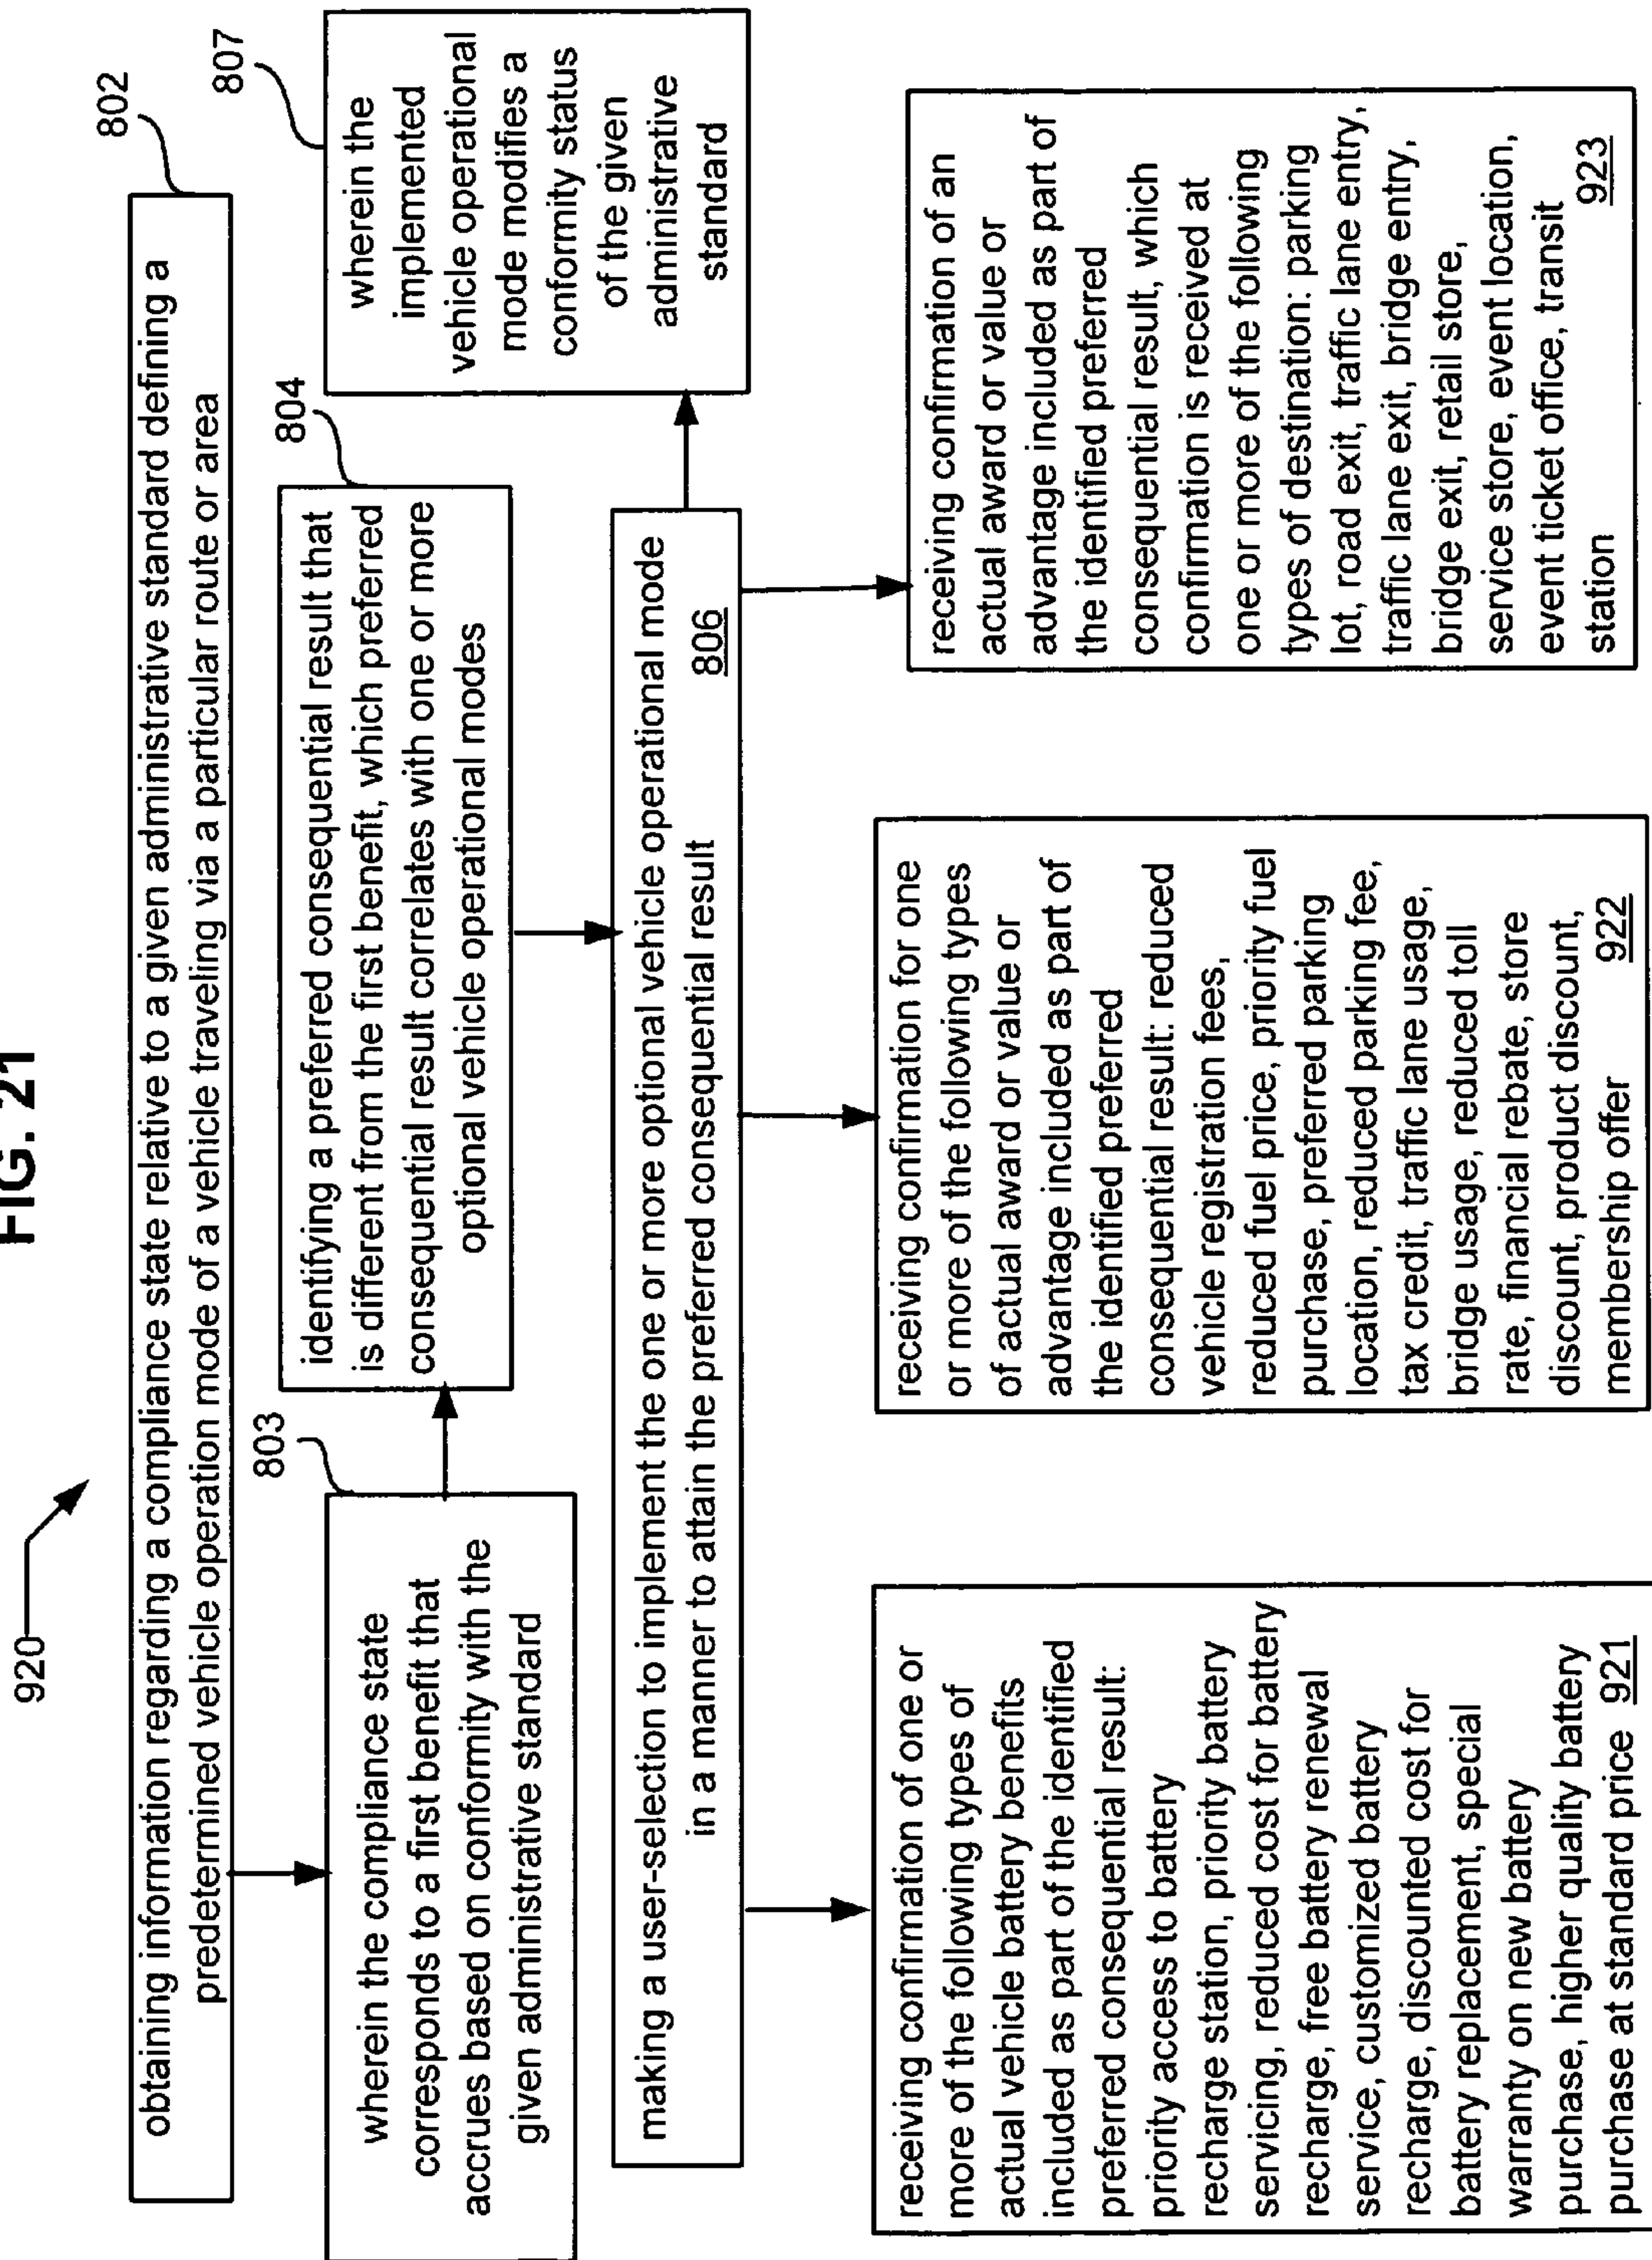 FIG. 21
920
802
obtaining information regarding a compliance state relative to a given administrative standard defining a
predetermined vehicle operation mode of a vehicle traveling via a particular route or area
803
wherein the compliance state
corresponds to a first benefit that
accrues based on conformity with the
given administrative standard
804
identifying a preferred consequential result that
is different from the first benefit, which preferred
consequential result correlates with one or more
optional vehicle operational modes
807
wherein the
implemented
vehicle operational
mode modifies a
conformity status
of the given
administrative
standard
making a user-selection to implement the one or more optional vehicle operational mode
in a manner to attain the preferred consequential result 806
receiving confirmation of one or
more of the following types of
actual vehicle battery benefits
included as part of the identified
preferred consequential result:
priority access to battery
recharge station, priority battery
servicing, reduced cost for battery
recharge, free battery renewal
service, customized battery
recharge, discounted cost for
battery replacement, special
warranty on new battery
purchase, higher quality battery
purchase at standard price 921
receiving confirmation for one
or more of the following types
of actual award or value or
advantage included as part of
the identified preferred
consequential result: reduced
vehicle registration fees,
reduced fuel price, priority fuel
purchase, preferred parking
location, reduced parking fee,
tax credit, traffic lane usage,
bridge usage, reduced toll
rate, financial rebate, store
discount, product discount,
membership offer 922
receiving confirmation of an
actual award or value or
advantage included as part of
the identified preferred
consequential result, which
confirmation is received at
one or more of the following
types of destination: parking
lot, road exit, traffic lane entry,
traffic lane exit, bridge entry,
bridge exit, retail store,
service store, event location,
event ticket office, transit
station 923